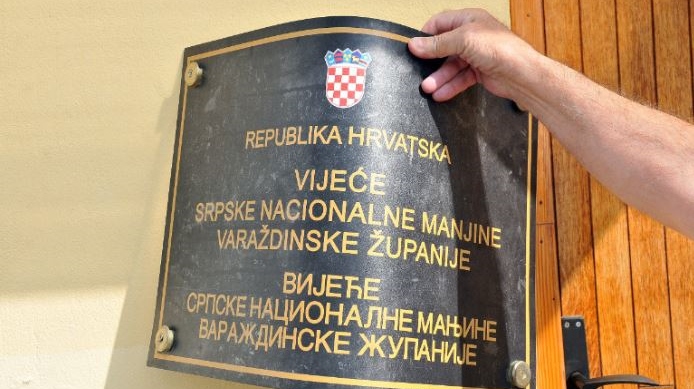 REPUBLIKA HRVATSKA
VIJEĆE
SRPSKE NACIONALNE MANJINE
VARAŽDINSKE ŽUPANIJE
ВИЈЕЋЕ
СРПСКЕ НАЦИОНАЛНЕ МАЊИНЕ
ВАРАЖДИНСКЕ ЖУПАНИЈЕ